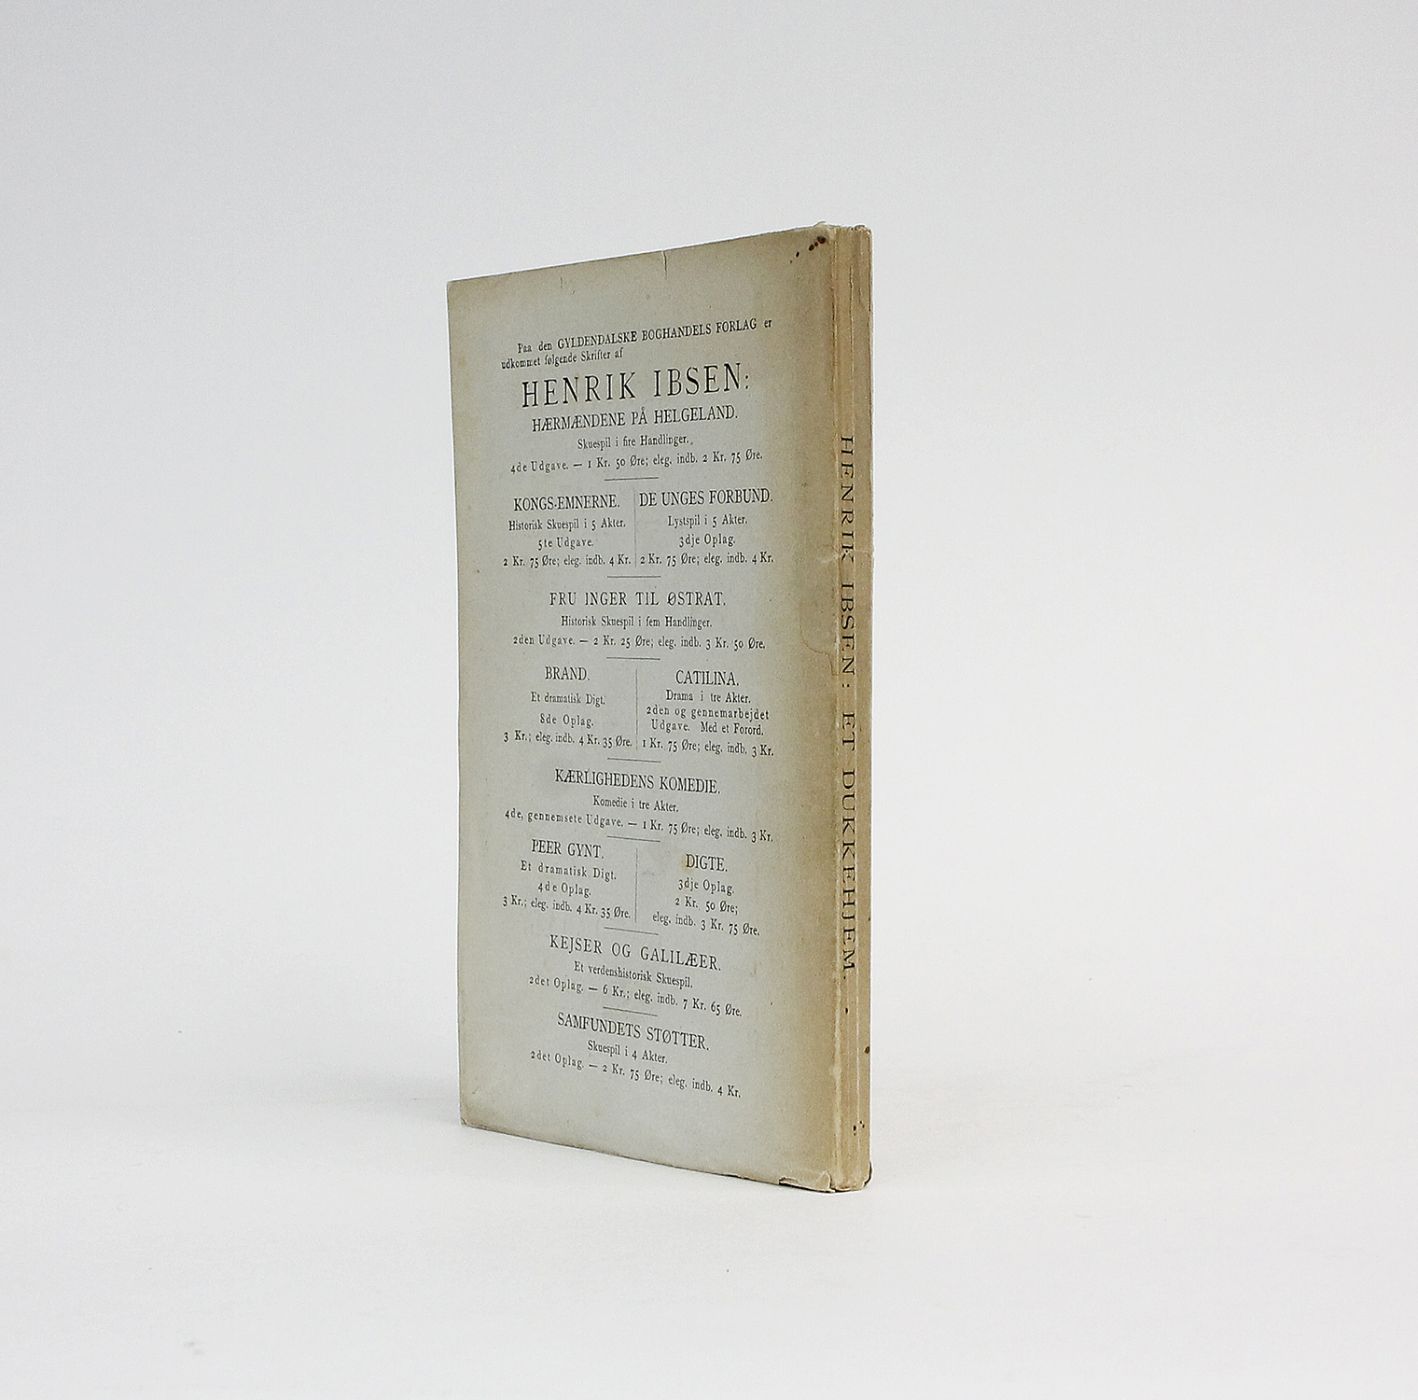 Paa den GYLDENDALSKE BOGHANDELS FORLAG er
udkommet følgende Skrifter af
HENRIK IBSEN:
HÆRMÆNDENE PÅ HELGELAND.
Skuespil i fire Handlinger.
4de Udgave. — 1 Kr. 50 Øre; eleg. indb. 2 Kr. 75 Øre.
KONGS-EMNERNE.
Historisk Skuespil i 5 Akter.
5te Udgave.
2 Kr. 75 Øre; eleg. indb. 4 Kr.
DE UNGES FORBUND.
Lystspil i 5 Akter.
3dje Oplag.
2 Kr. 75 Øre; eleg. indb. 4 Kr.
FRU INGER TIL ØSTRAT.
Historisk Skuespil i fem Handlinger.
2den Udgave. — 2 Kr. 25 Øre; eleg. indb. 3 Kr. 50 Øre.
BRAND.
Et dramatisk Digt.
8de Oplag.
3 Kr.; eleg. indb. 4 Kr. 35 Øre.
CATILINA.
Drama i tre Akter.
2den og gennemarbejdet
Udgave. Med et Forord.
1 Kr. 75 Øre; eleg. indb. 3 Kr.
KÆRLIGHEDENS KOMEDIE.
Komedie i tre Akter.
4de, gennemsete Udgave. — 1 Kr. 75 Øre; eleg. indb. 3 Kr.
PEER GYNT.
Et dramatisk Digt.
4de Oplag.
3 Kr.; eleg. indb. 4 Kr. 35 Øre.
DIGTE.
3dje Oplag.
2 Kr. 50 Øre;
eleg. indb. 3 Kr. 75 Øre.
KEJSER OG GALILÆER.
Et verdenshistorisk Skuespil.
2det Oplag. — 6 Kr.; eleg. indb. 7 Kr. 65 Øre.
SAMFUNDETS STØTTER.
Skuespil i 4 Akter.
2det Oplag. — 2 Kr. 75 Øre; eleg. indb. 4 Kr.
HENRIK IBSEN: ET DUKKEHJEM.